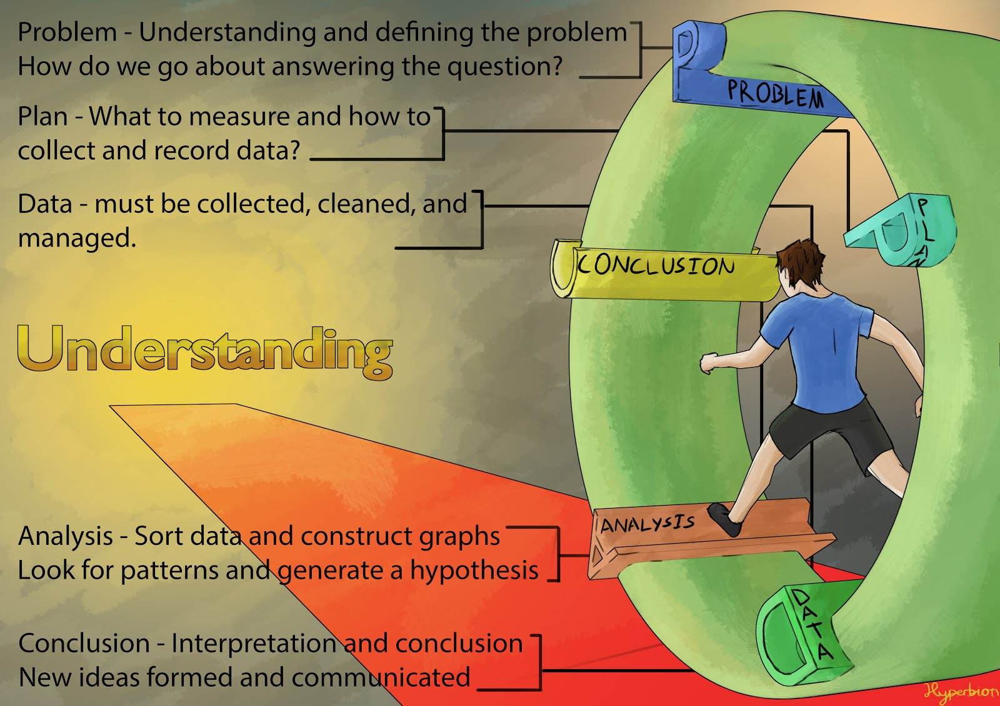 Problem - Understanding and defining the problem
How do we go about answering the question?
Plan - What to measure and how to
collect and record data?
Data - must be collected, cleaned, and
managed.
Understanding
Analysis - Sort data and construct graphs
Look for patterns and generate a hypothesis
Conclusion - Interpretation and conclusion
New ideas formed and communicated
PROBLEM
PLAN
CONCLUSION
ANALYSIS
DATA
Hyperbion